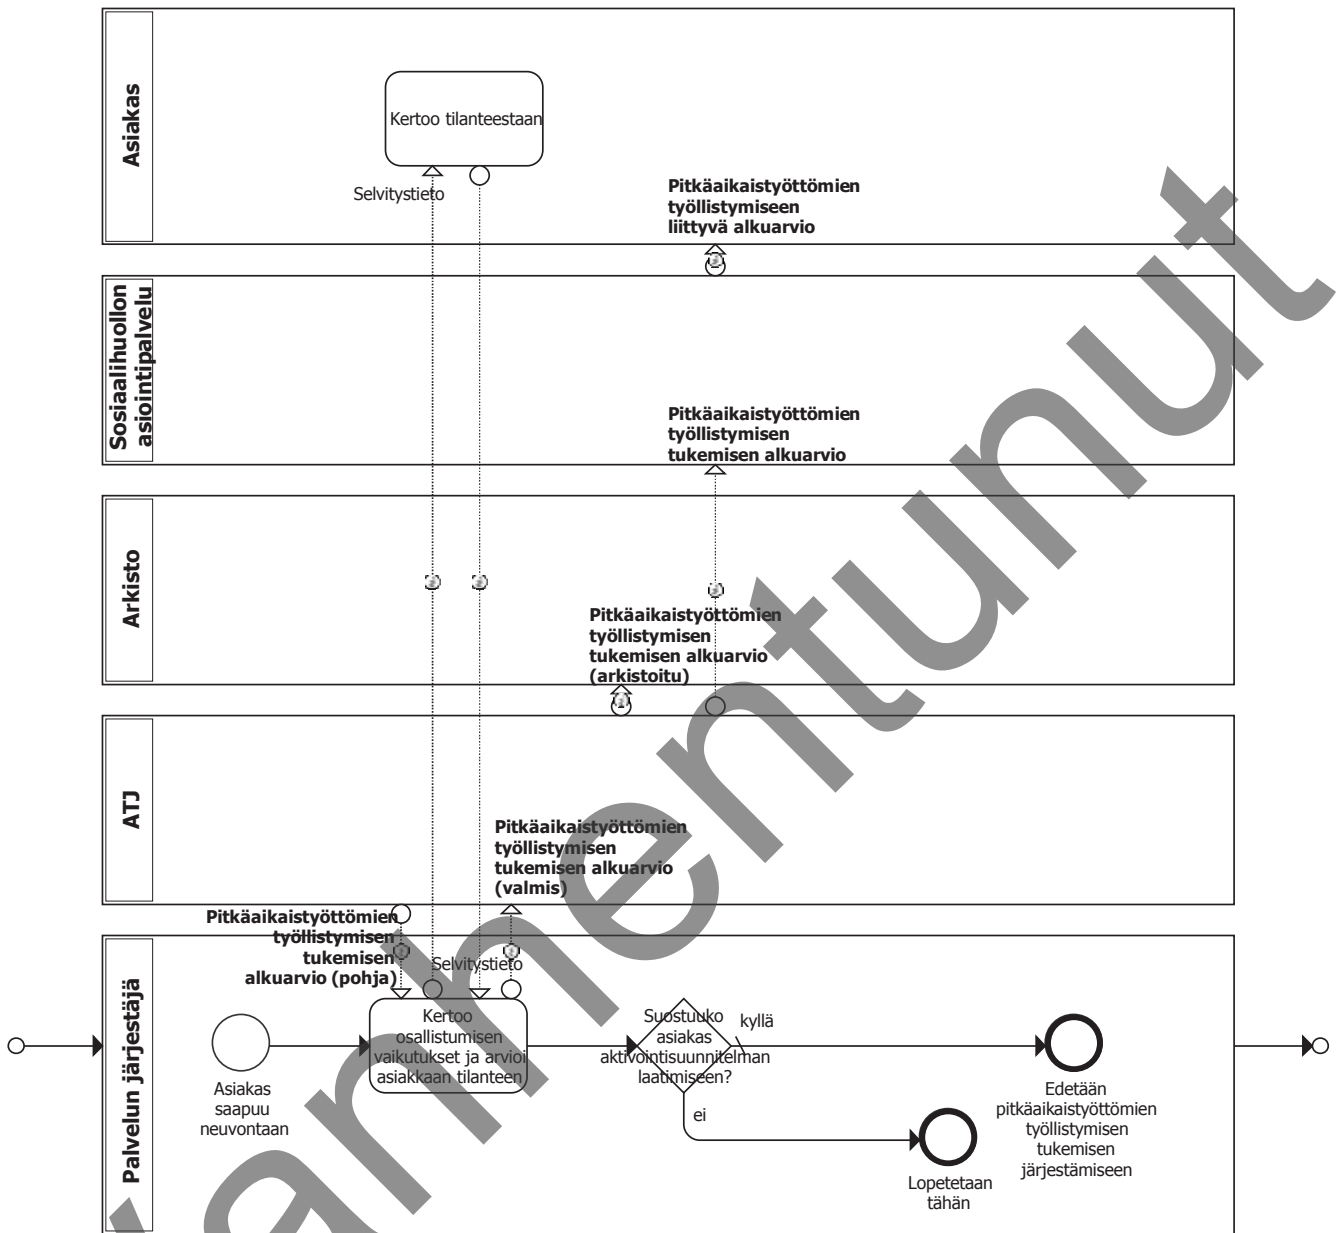 Asiakas
Kertoo tilanteestaan
Selvitystieto
Pitkäaikaistyöttömien
työllistymiseen
liittyvä alkuarvio
Sosiaalihuollon
asiointipalvelu
Pitkäaikaistyöttömien
työllistymisen
tukemisen alkuarvio
Arkisto
Pitkäaikaistyöttömien
työllistymisen
tukemisen alkuarvio
(arkistoitu)
ATJ
Pitkäaikaistyöttömien
työllistymisen
tukemisen alkuarvio
(valmis)
Pitkäaikaistyöttömien
työllistymisen
tukemisen
alkuarvio (pohja)
Selvitystieto
Palvelun järjestäjä
Asiakas
saapuu
neuvontaan
Kertoo
osallistumisen
vaikutukset ja arvioi
asiakkaan tilanteen
Suostuuko
asiakas
aktivointisuunnitelman
laatimiseen?
kyllä
ei
Edetään
pitkäaikaistyöttömien
työllistymisen
tukemisen
järjestämiseen
Lopetetaan
tähän
Vanhentunut